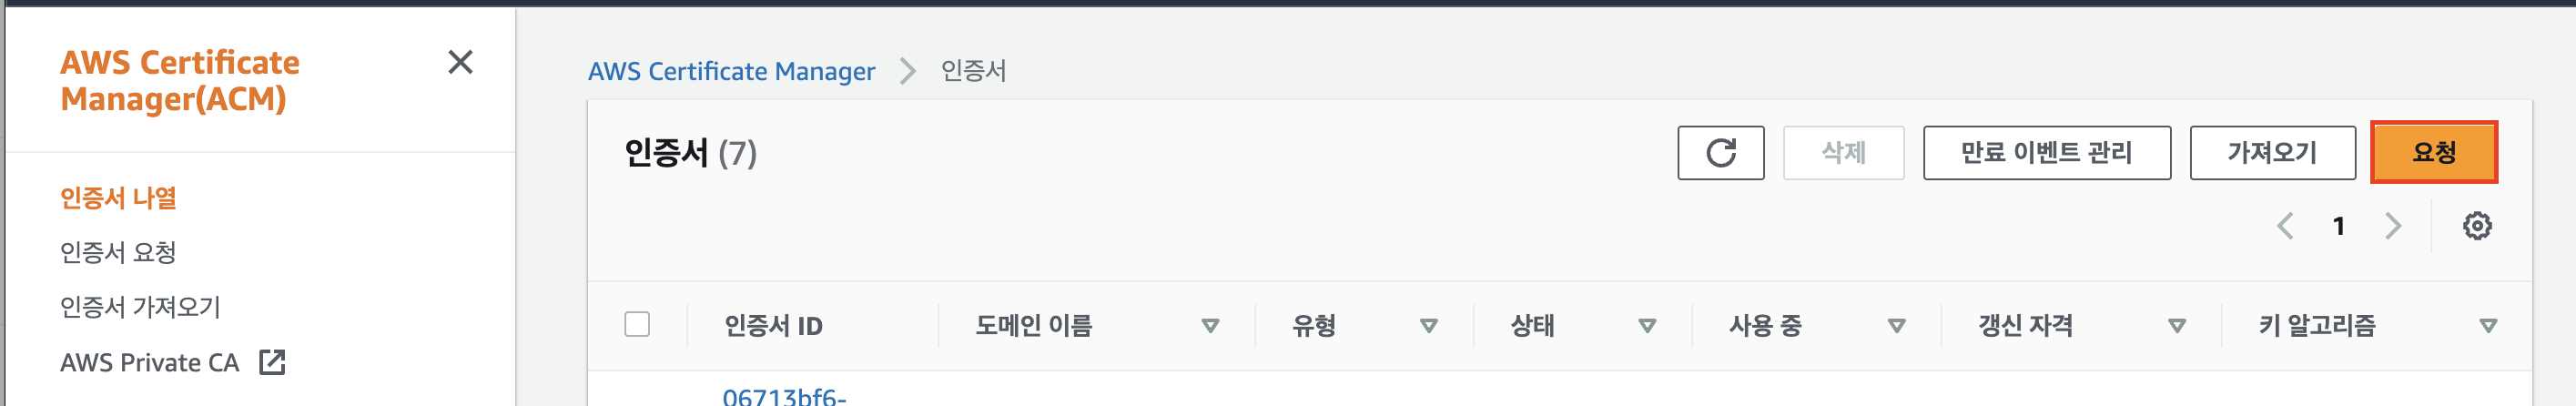 AWS Certificate
Manager(ACM)
인증서 나열
인증서 요청
인증서 가져오기
AWS Private CA
AWS Certificate Manager > 인증서
인증서 (7)
삭제
만료 이벤트 관리
가져오기
요청
1
인증서 ID
도메인 이름
유형
상태
사용 중
갱신 자격
키 알고리즘
06713bf6-